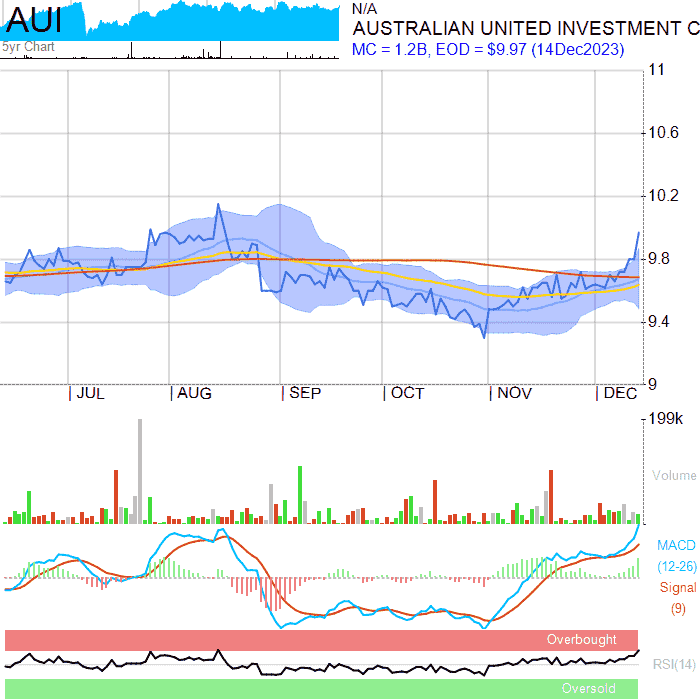 AUI
5yr Chart
N/A
AUSTRALIAN UNITED INVESTMENT C
MC = 1.2B, EOD = $9.97 (14Dec2023)
11
10.6
10.2
9.8
9.4
9
JUL AUG SEP OCT NOV DEC
199k
Volume
MACD
(12-26)
Signal
(9)
Overbought
RSI(14)
Oversold